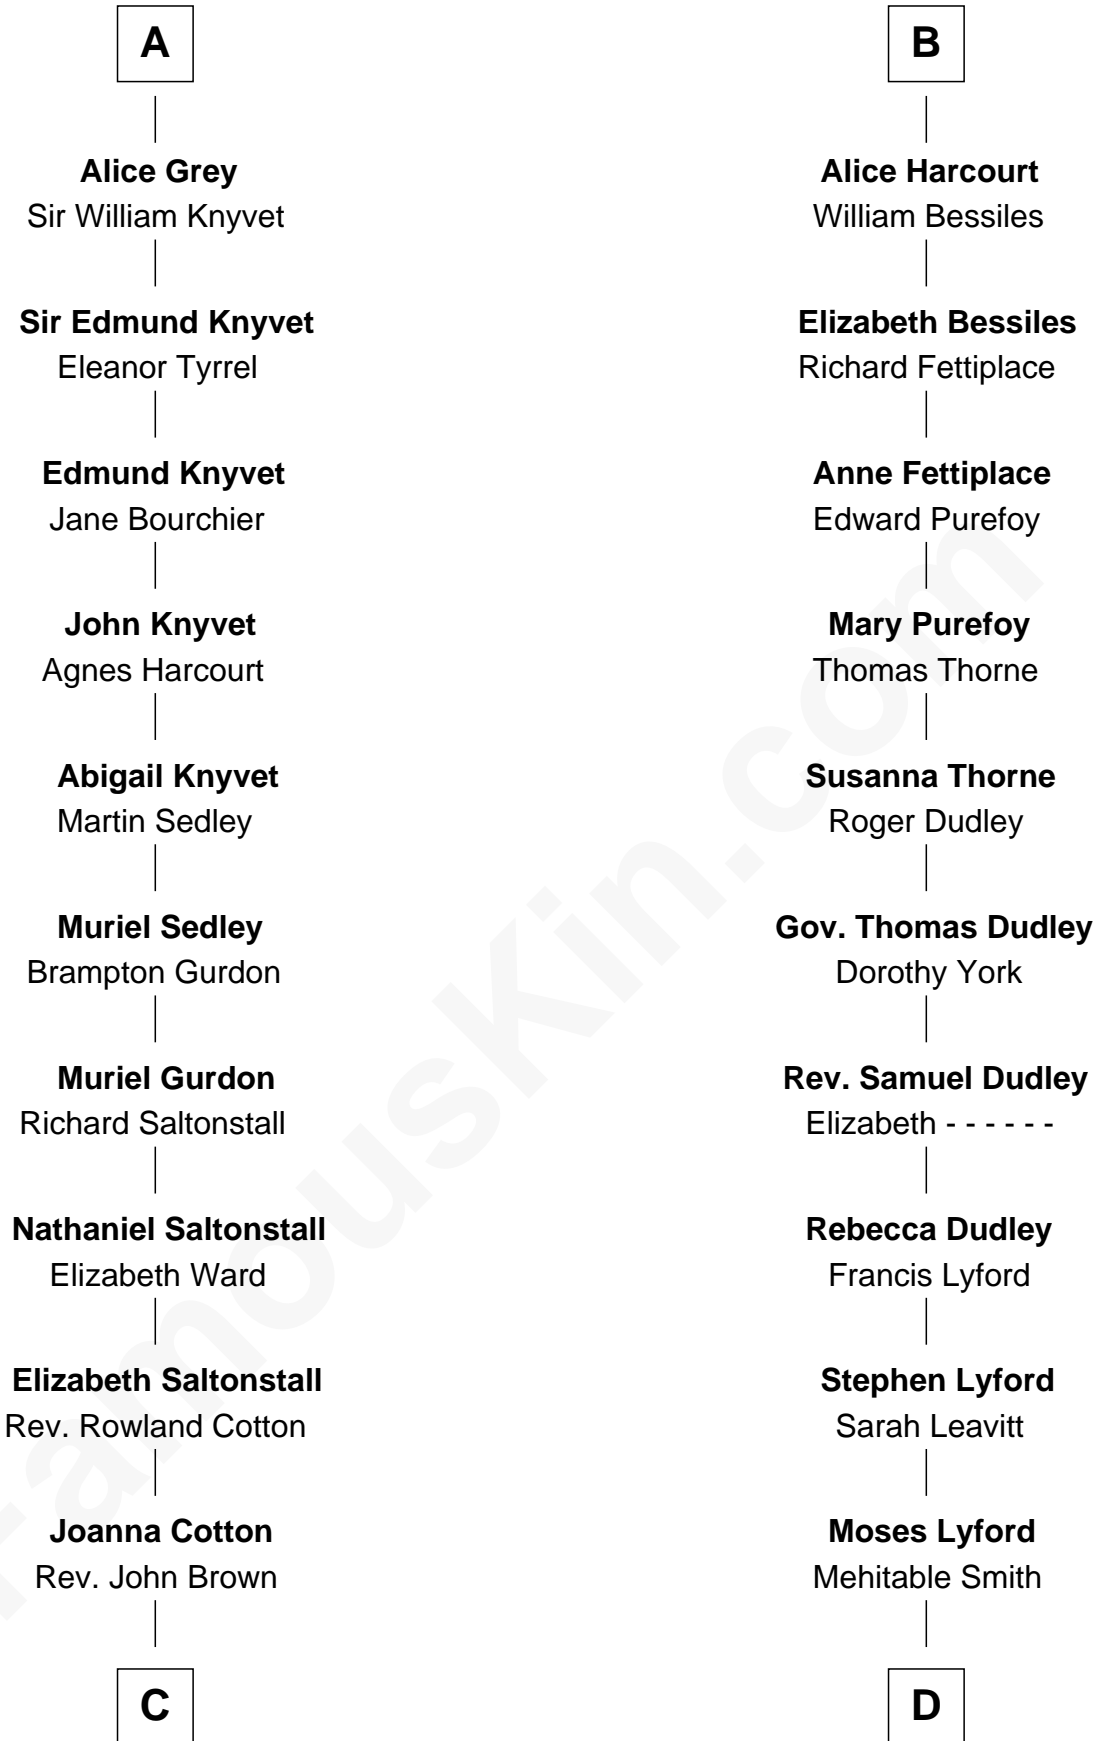 A
Alice Grey
Sir William Knyvet
Sir Edmund Knyvet
Eleanor Tyrrel
Edmund Knyvet
Jane Bourchier
John Knyvet
Agnes Harcourt
Abigail Knyvet
Martin Sedley
Muriel Sedley
Brampton Gurdon
Muriel Gurdon
Richard Saltonstall
Nathaniel Saltonstall
Elizabeth Ward
Elizabeth Saltonstall
Rev. Rowland Cotton
Joanna Cotton
Rev. John Brown
C
B
Alice Harcourt
William Bessiles
Elizabeth Bessiles
Richard Fettiplace
Anne Fettiplace
Edward Purefoy
Mary Purefoy
Thomas Thorne
Susanna Thorne
Roger Dudley
Gov. Thomas Dudley
Dorothy York
Rev. Samuel Dudley
Elizabeth - - - - - -
Rebecca Dudley
Francis Lyford
Stephen Lyford
Sarah Leavitt
Moses Lyford
Mehitable Smith
D
FamousKin.com